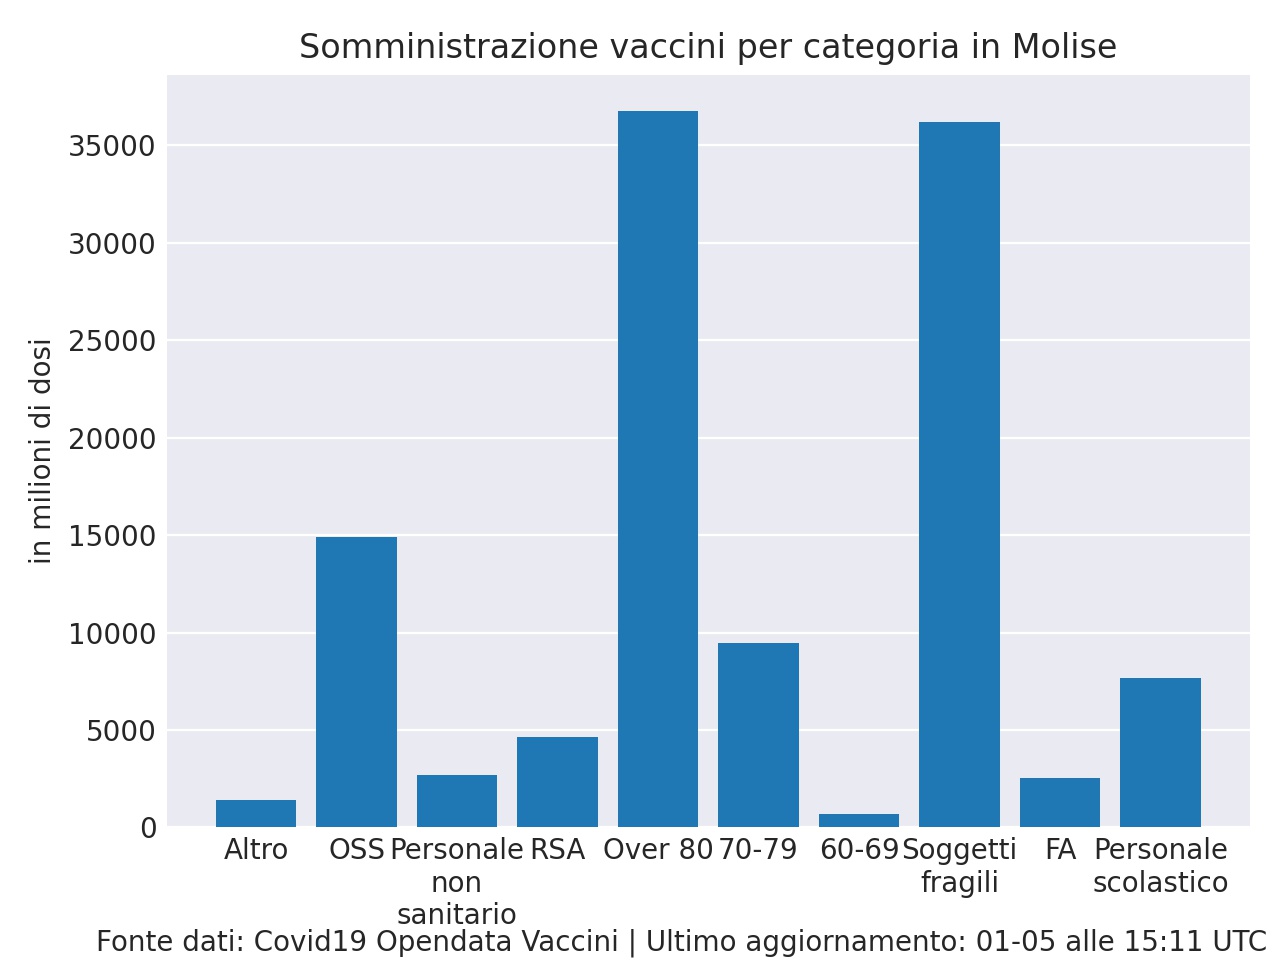 Somministrazione vaccini per categoria in Molise
in milioni di dosi
35000
30000
25000
20000
15000
10000
5000
0
Altro OSS Personale RSA Over 80 70-79 60-69 Soggetti FA Personale
non fragili scolastico
sanitario
Fonte dati: Covid19 Opendata Vaccini | Ultimo aggiornamento: 01-05 alle 15:11 UTC